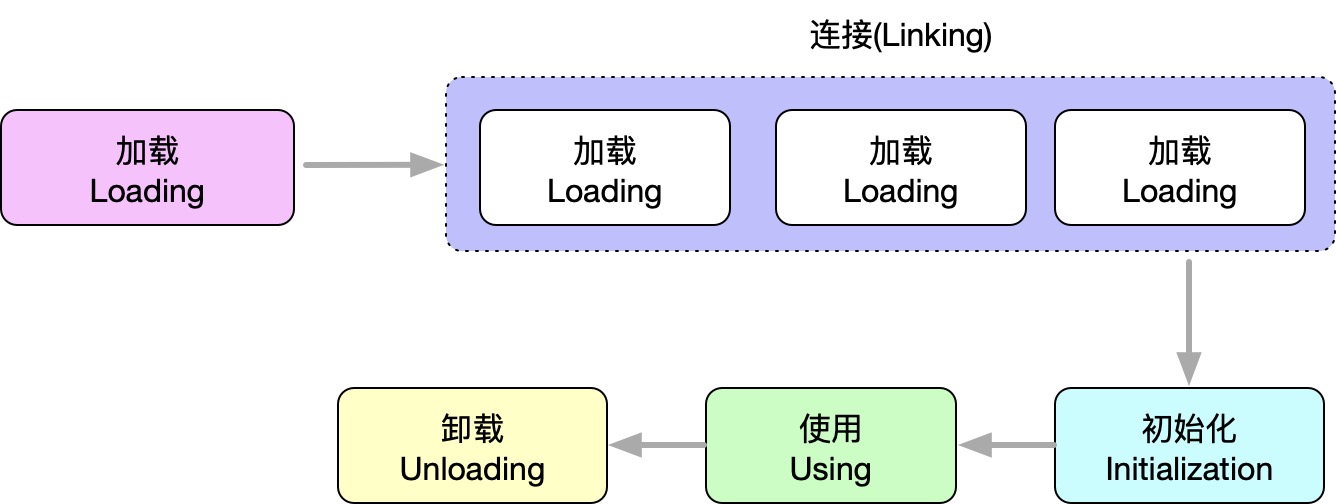 连接(Linking)
加载
Loading
加载
Loading
加载
Loading
加载
Loading
卸载
Unloading
使用
Using
初始化
Initialization